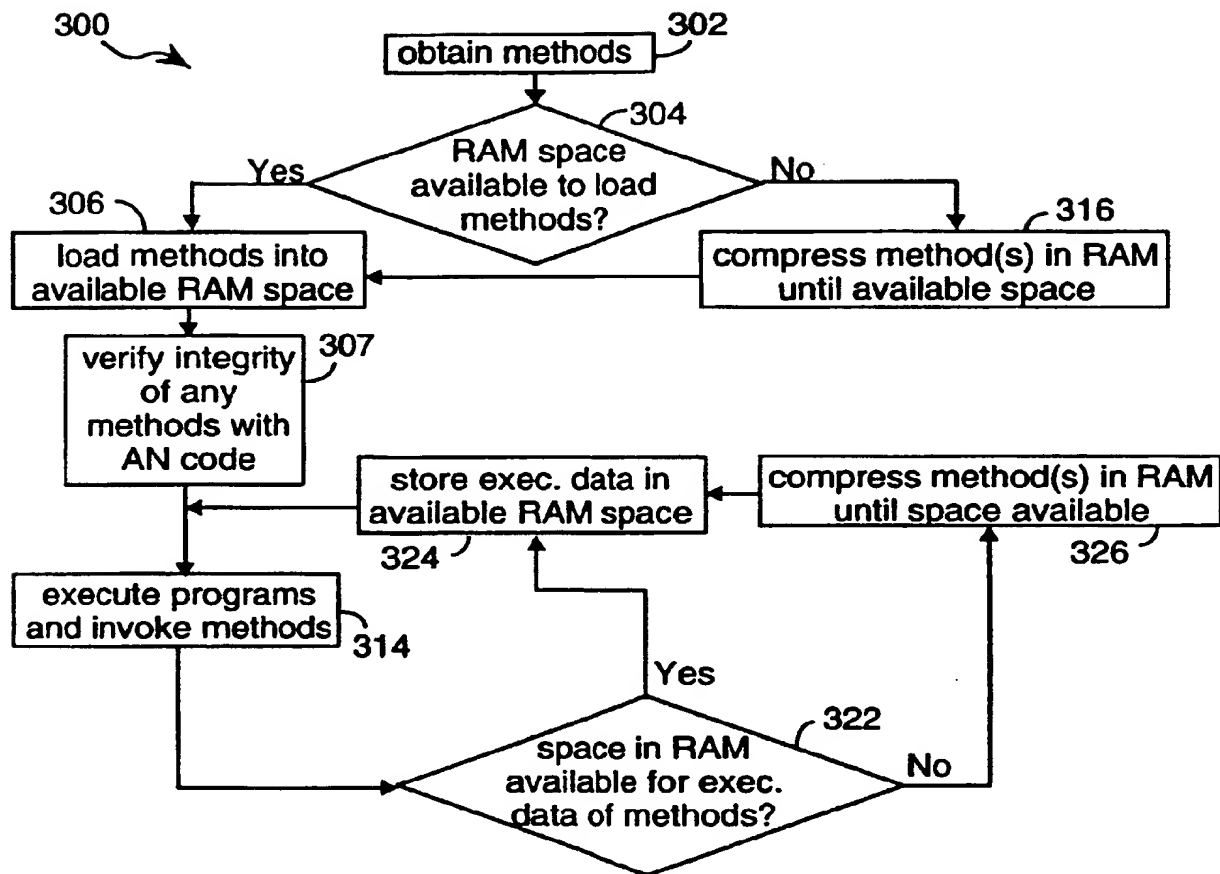 300
302
obtain methods
304
RAM space
available to load
methods?
Yes
No
306
load methods into
available RAM space
316
compress method(s) in RAM
until available space
307
verify integrity
of any
methods with
AN code
store exec. data in
available RAM space
324
compress method(s) in RAM
until space available
326
execute programs
and invoke methods
314
Yes
322
space in RAM
available for exec.
data of methods?
No